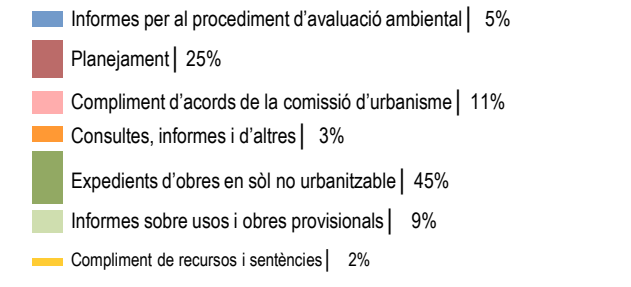 Informes per al procediment d’avaluació ambiental| 5%
Planejament| 25%
Compliment d’acords de la comissió d’urbanisme| 11%
Consultes, informes i d’altres| 3%
Expedients d’obres en sòl no urbanitzable| 45%
Informes sobre usos i obres provisionals| 9%
Compliment de recursos i sentències| 2%